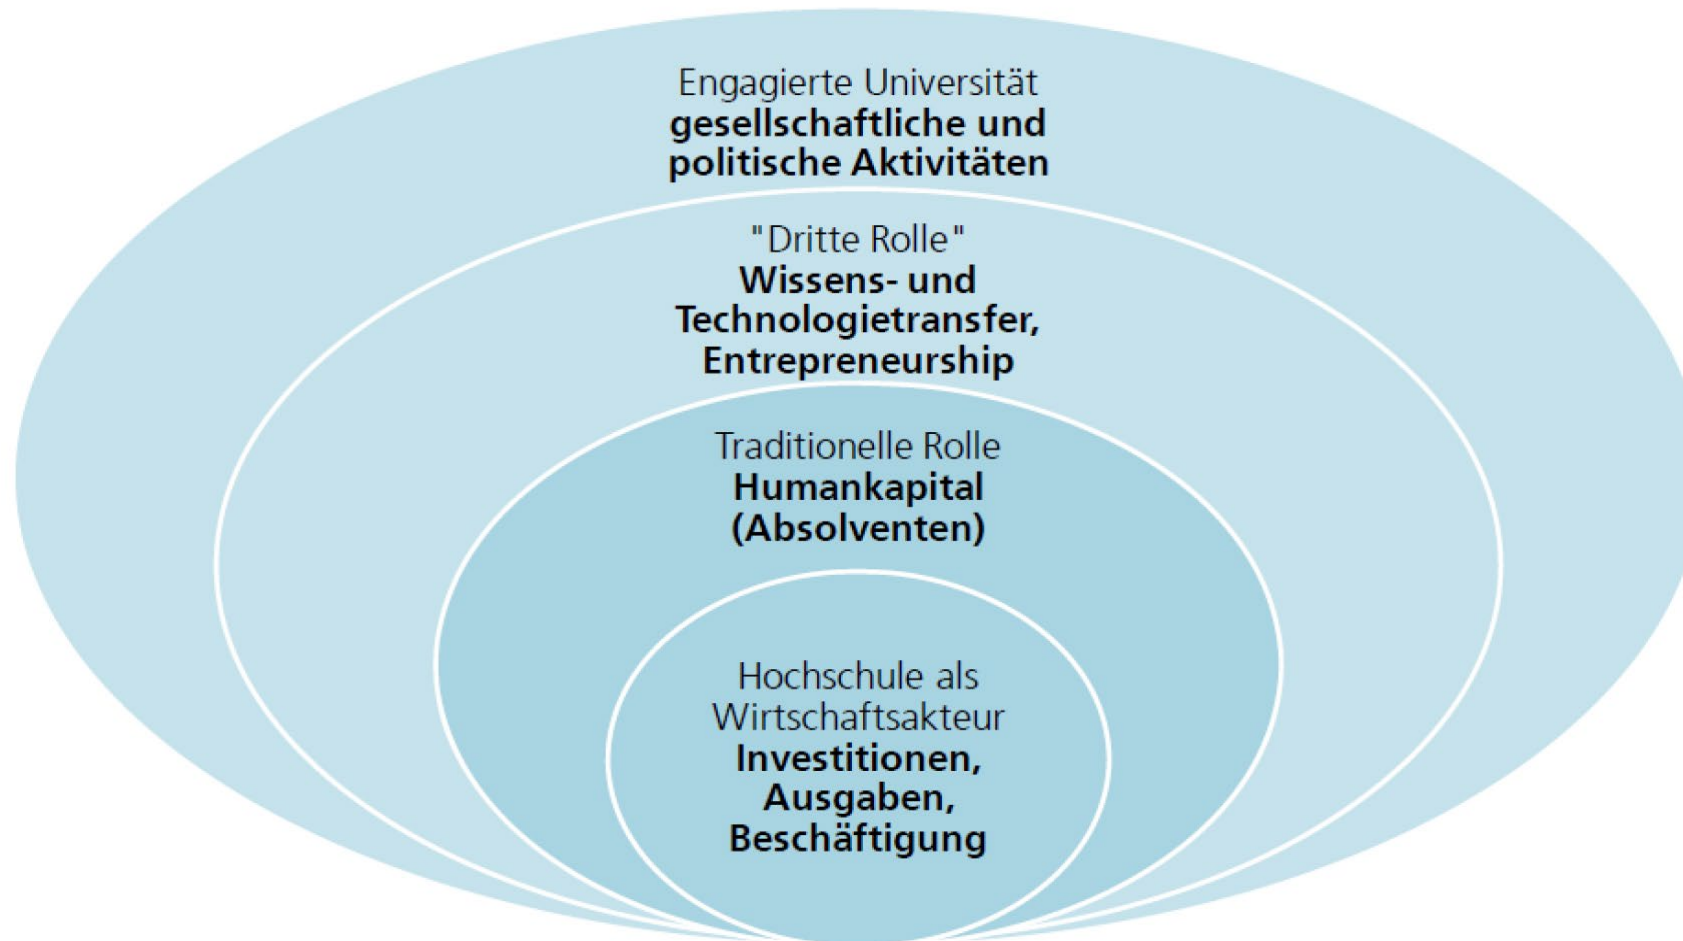 Engagierte Universität
gesellschaftliche und
politische Aktivitäten
"Dritte Rolle"
Wissens- und
Technologietransfer,
Entrepreneurship
Traditionelle Rolle
Humankapital
(Absolventen)
Hochschule als
Wirtschaftsakteur
Investitionen,
Ausgaben,
Beschäftigung